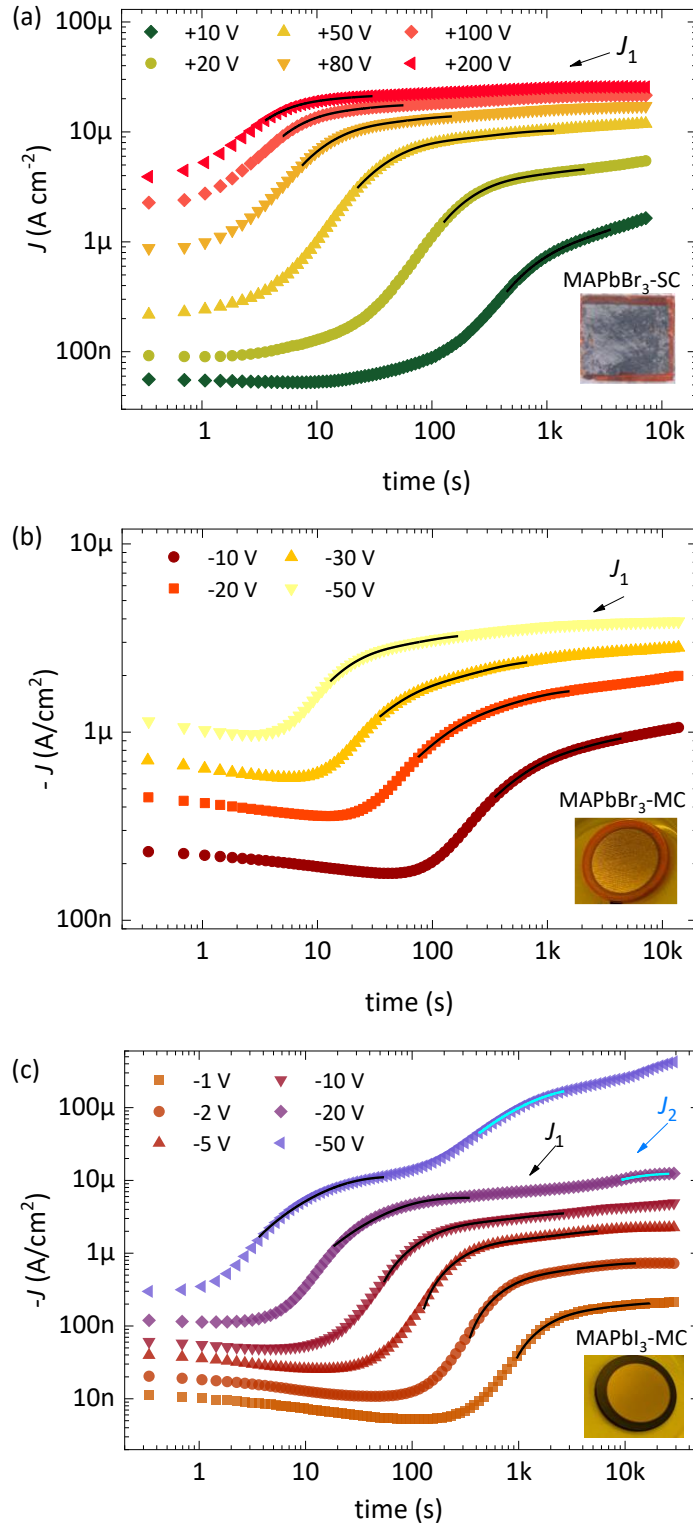 (a)
100µ
10µ
1µ
100n
J (A cm-2)
+10 V
+50 V
+100 V
+20 V
+80 V
+200 V
J1
MAPbBr3-SC
1
10
100
1k
10k
time (s)
(b)
10µ
1µ
100n
- J (A/cm2)
-10 V
-30 V
-20 V
-50 V
J1
MAPbBr3-MC
1
10
100
1k
10k
time (s)
(c)
100µ
10µ
1µ
100n
10n
-J (A/cm2)
-1 V
-10 V
-2 V
-20 V
-5 V
-50 V
J1
J2
MAPbI3-MC
1
10
100
1k
10k
time (s)